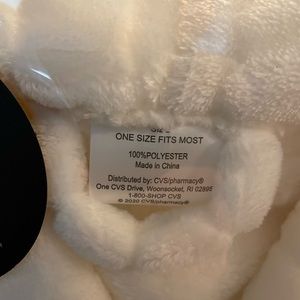 ONE SIZE FITS MOST
100%POLYESTER
Made in China
Distributed by: CVS/pharmacy®
One CVS Drive, Woonsocket, RI 02895
1-800-SHOP CVS
© 2020 CVS/pharmacy®